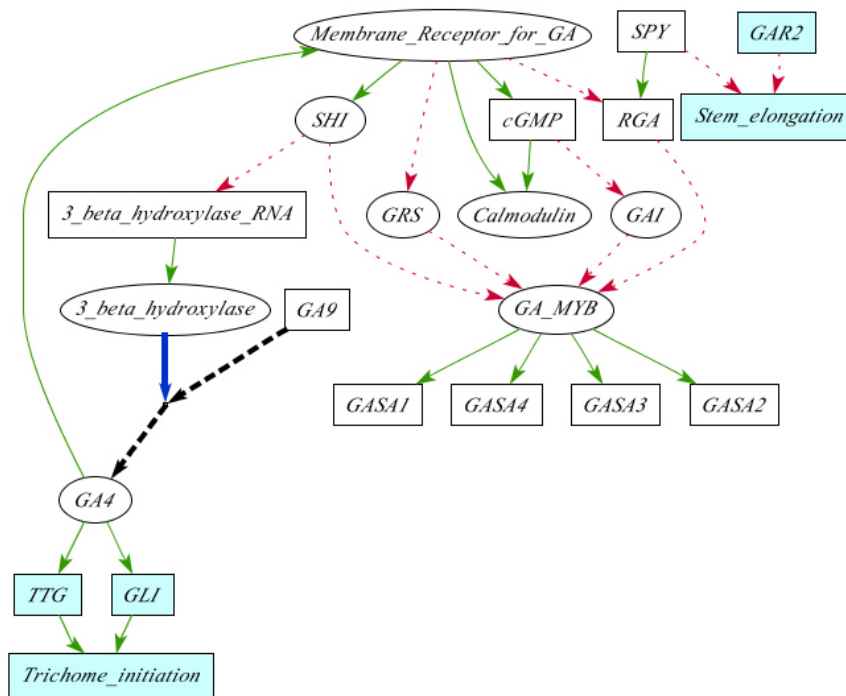 Membrane_Receptor_for_GA
SPY
GAR2
SHI
cGMP
RGA
Stem_elongation
3_beta_hydroxylase_RNA
GRS
Calmodulin
GAI
3_beta_hydroxylase
GA9
GA_MYB
GASA1
GASA4
GASA3
GASA2
GA4
TTG
GLI
Trichome_initiation